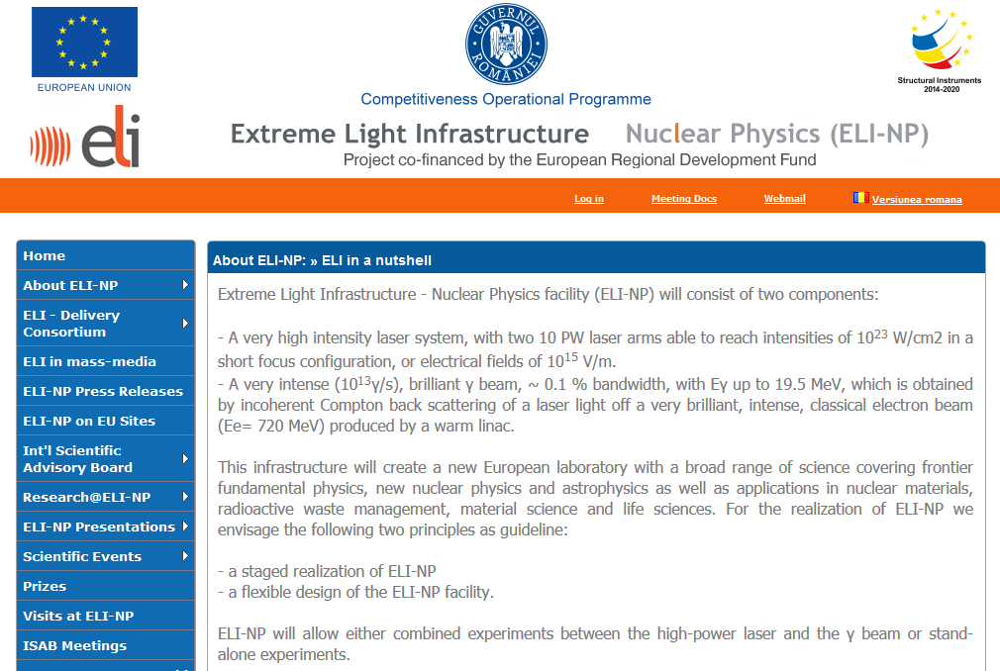 EUROPEAN UNION
GUVERNUL ROMÂNIEI
Competitiveness Operational Programme
Structural Instruments
2014-2020
eli
Extreme Light Infrastructure Nuclear Physics (ELI-NP)
Project co-financed by the European Regional Development Fund
Log in Meeting Docs Webmail Versiunea romana
Home
About ELI-NP
ELI - Delivery
Consortium
ELI in mass-media
ELI-NP Press Releases
ELI-NP on EU Sites
Int'l Scientific
Advisory Board
Research@ELI-NP
ELI-NP Presentations
Scientific Events
Prizes
Visits at ELI-NP
ISAB Meetings
About ELI-NP: » ELI in a nutshell
Extreme Light Infrastructure - Nuclear Physics facility (ELI-NP) will consist of two components:
- A very high intensity laser system, with two 10 PW laser arms able to reach intensities of 10²³ W/cm2 in a
short focus configuration, or electrical fields of 10¹⁵ V/m.
- A very intense (10¹³γ/s), brilliant γ beam, ~ 0.1 % bandwidth, with Eγ up to 19.5 MeV, which is obtained
by incoherent Compton back scattering of a laser light off a very brilliant, intense, classical electron beam
(Ee= 720 MeV) produced by a warm linac.
This infrastructure will create a new European laboratory with a broad range of science covering frontier
fundamental physics, new nuclear physics and astrophysics as well as applications in nuclear materials,
radioactive waste management, material science and life sciences. For the realization of ELI-NP we
envisage the following two principles as guideline:
- a staged realization of ELI-NP
- a flexible design of the ELI-NP facility.
ELI-NP will allow either combined experiments between the high-power laser and the γ beam or stand-
alone experiments.